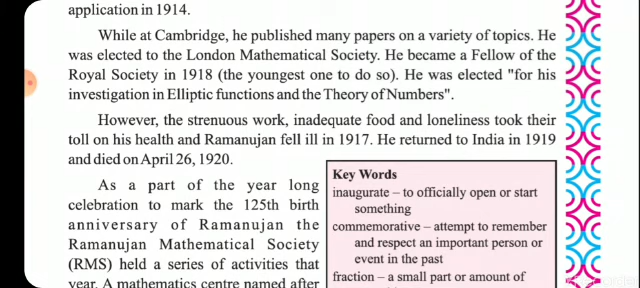 application in 1914.
While at Cambridge, he published many papers on a variety of topics. He
was elected to the London Mathematical Society. He became a Fellow of the
Royal Society in 1918 (the youngest one to do so). He was elected "for his
investigation in Elliptic functions and the Theory of Numbers".
However, the strenuous work, inadequate food and loneliness took their
toll on his health and Ramanujan fell ill in 1917. He returned to India in 1919
and died on April 26, 1920.
As a part of the year long
celebration to mark the 125th birth
anniversary of Ramanujan the
Ramanujan Mathematical Society
(RMS) held a series of activities that
year. A mathematics centre named after
Key Words
inaugurate – to officially open or start
something
commemorative – attempt to remember
and respect an important person or
event in the past
fraction – a small part or amount of